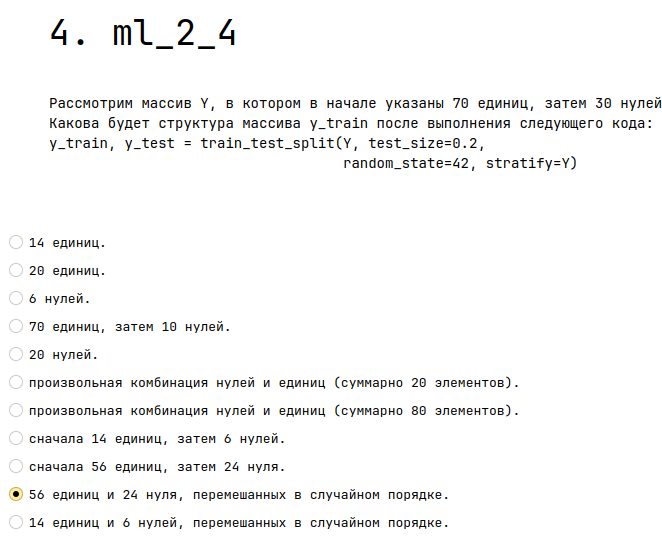 4. ml_2_4
Рассмотрим массив Y, в котором в начале указаны 70 единиц, затем 30 нулей
Какова будет структура массива y_train после выполнения следующего кода:
y_train, y_test = train_test_split(Y, test_size=0.2,
random_state=42, stratify=Y)
14 единиц.
20 единиц.
6 нулей.
70 единиц, затем 10 нулей.
20 нулей.
произвольная комбинация нулей и единиц (суммарно 20 элементов).
произвольная комбинация нулей и единиц (суммарно 80 элементов).
сначала 14 единиц, затем 6 нулей.
сначала 56 единиц, затем 24 нуля.
56 единиц и 24 нуля, перемешанных в случайном порядке.
14 единиц и 6 нулей, перемешанных в случайном порядке.